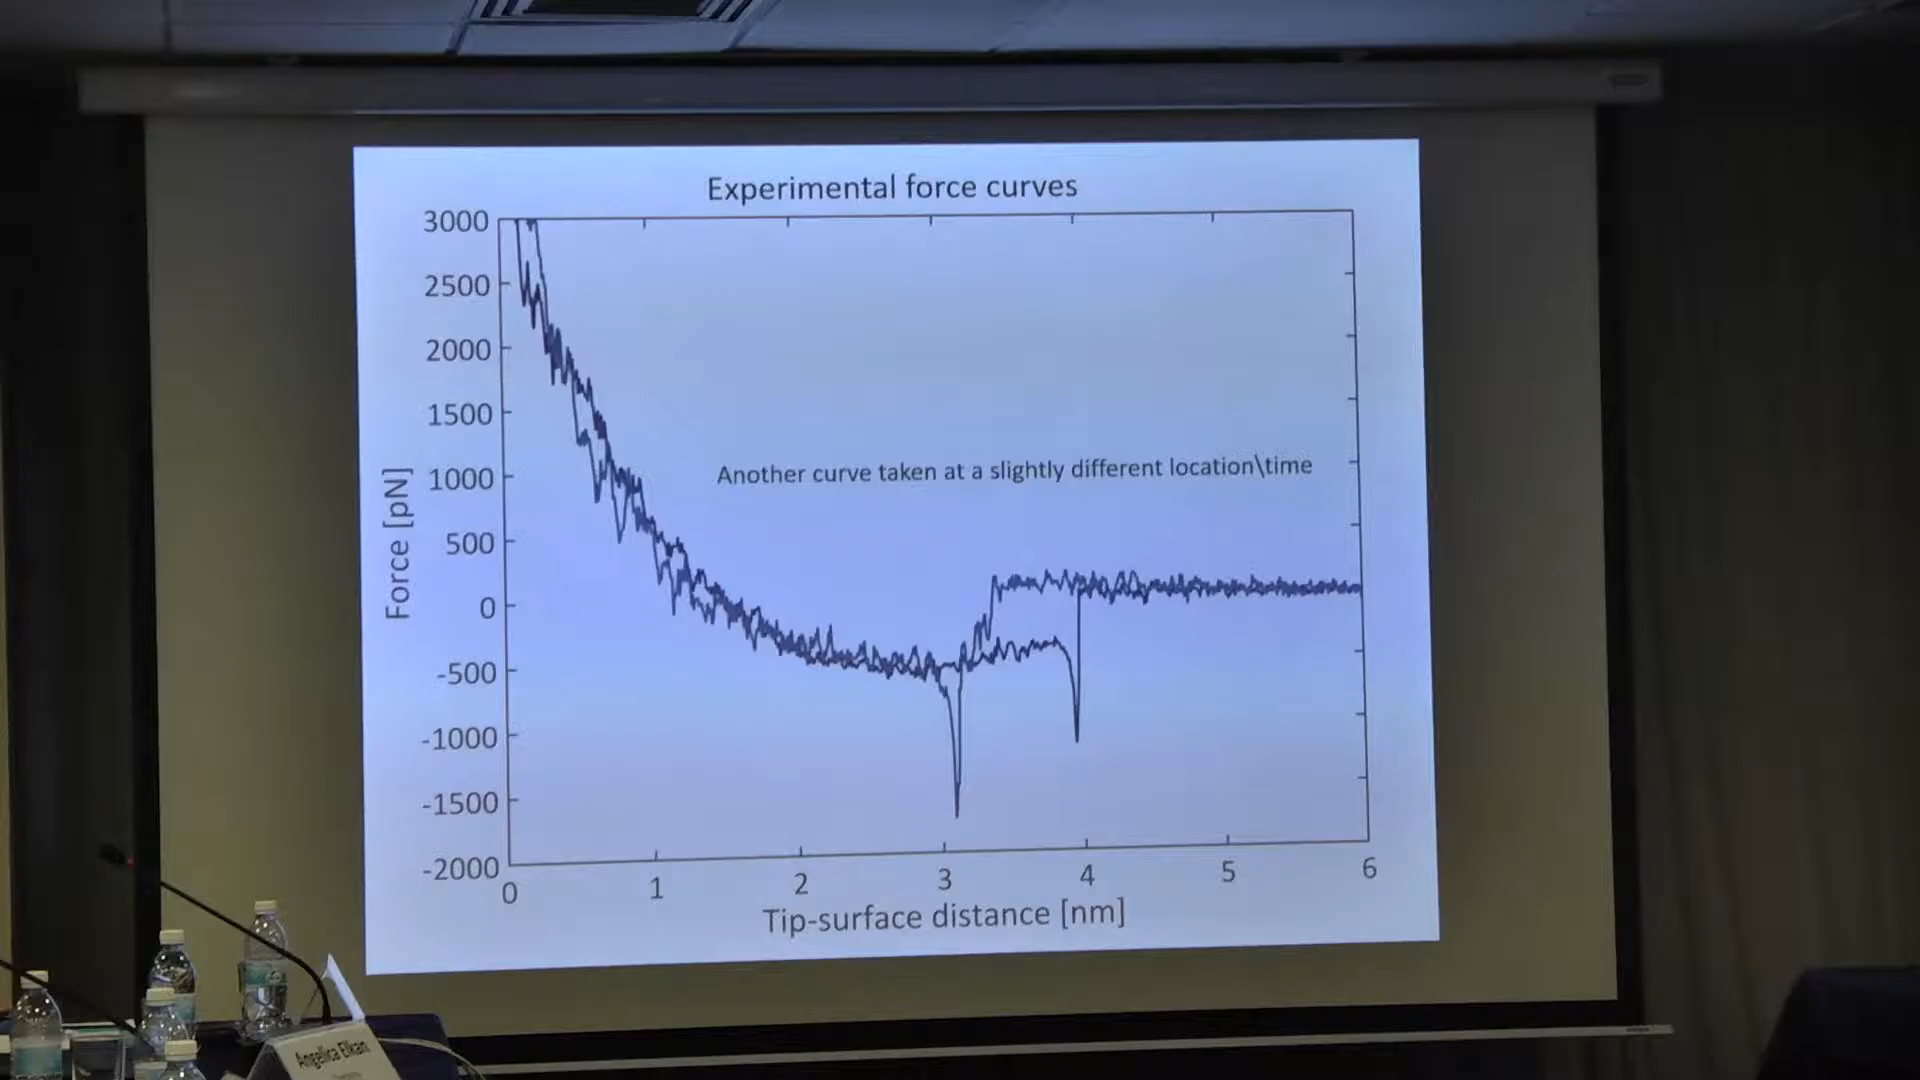 Experimental force curves
3000
2500
2000
1500
1000
500
0
-500
-1000
-1500
-2000
Force [pN]
Another curve taken at a slightly different location\time
0 1 2 3 4 5 6
Tip-surface distance [nm]
Angelica Elkan